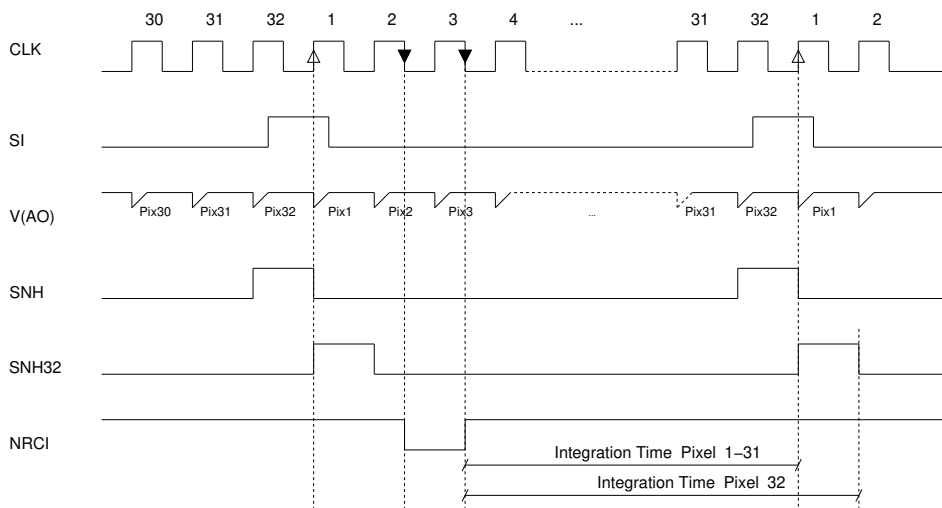 30 31 32 1 2 3 4 ... 31 32 1 2
CLK
SI
V(AO)
Pix30 Pix31 Pix32 Pix1 Pix2 Pix3 ... Pix31 Pix32 Pix1
SNH
SNH32
NRCI
Integration Time Pixel 1−31
Integration Time Pixel 32